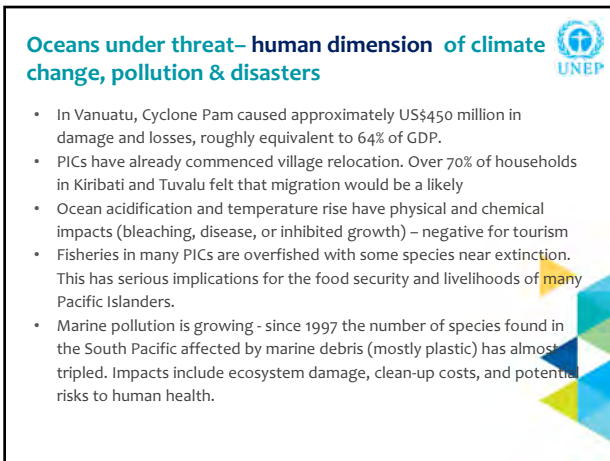 Oceans under threat– human dimension of climate
change, pollution & disasters
UNEP
• In Vanuatu, Cyclone Pam caused approximately US$450 million in
damage and losses, roughly equivalent to 64% of GDP.
• PICs have already commenced village relocation. Over 70% of households
in Kiribati and Tuvalu felt that migration would be a likely
• Ocean acidification and temperature rise have physical and chemical
impacts (bleaching, disease, or inhibited growth) – negative for tourism
• Fisheries in many PICs are overfished with some species near extinction.
This has serious implications for the food security and livelihoods of many
Pacific Islanders.
• Marine pollution is growing - since 1997 the number of species found in
the South Pacific affected by marine debris (mostly plastic) has almost
tripled. Impacts include ecosystem damage, clean-up costs, and potential
risks to human health.